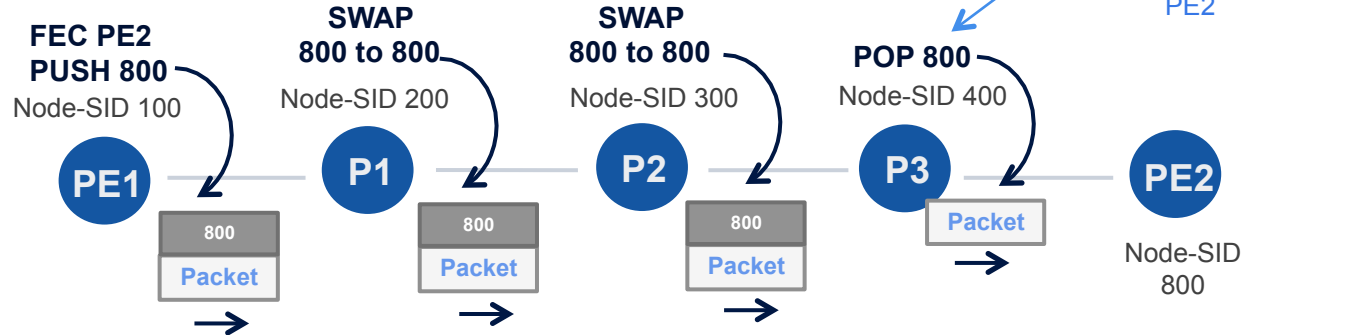 PE2
FEC PE2
PUSH 800
Node-SID 100
SWAP
800 to 800
Node-SID 200
SWAP
800 to 800
Node-SID 300
POP 800
Node-SID 400
PE1
P1
P2
P3
PE2
800
Packet
800
Packet
800
Packet
Packet
Node-SID
800